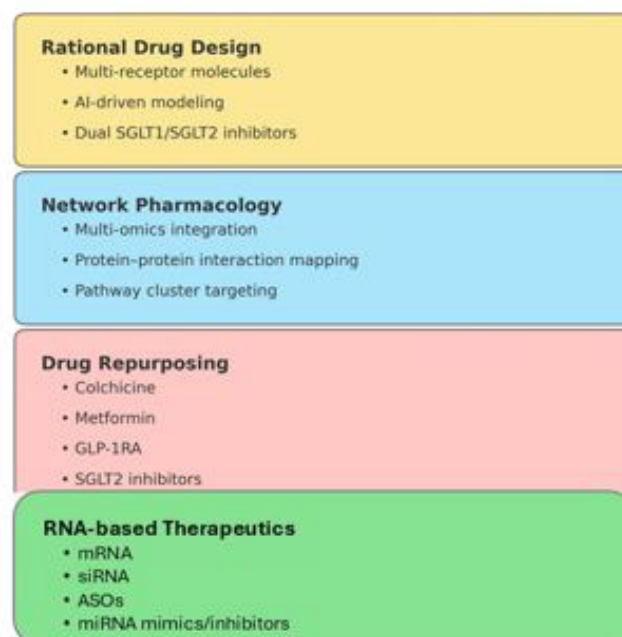 Rational Drug Design
• Multi-receptor molecules
• AI-driven modeling
• Dual SGLT1/SGLT2 inhibitors
Network Pharmacology
• Multi-omics integration
• Protein–protein interaction mapping
• Pathway cluster targeting
Drug Repurposing
• Colchicine
• Metformin
• GLP-1RA
• SGLT2 inhibitors
RNA-based Therapeutics
• mRNA
• siRNA
• ASOs
• miRNA mimics/inhibitors